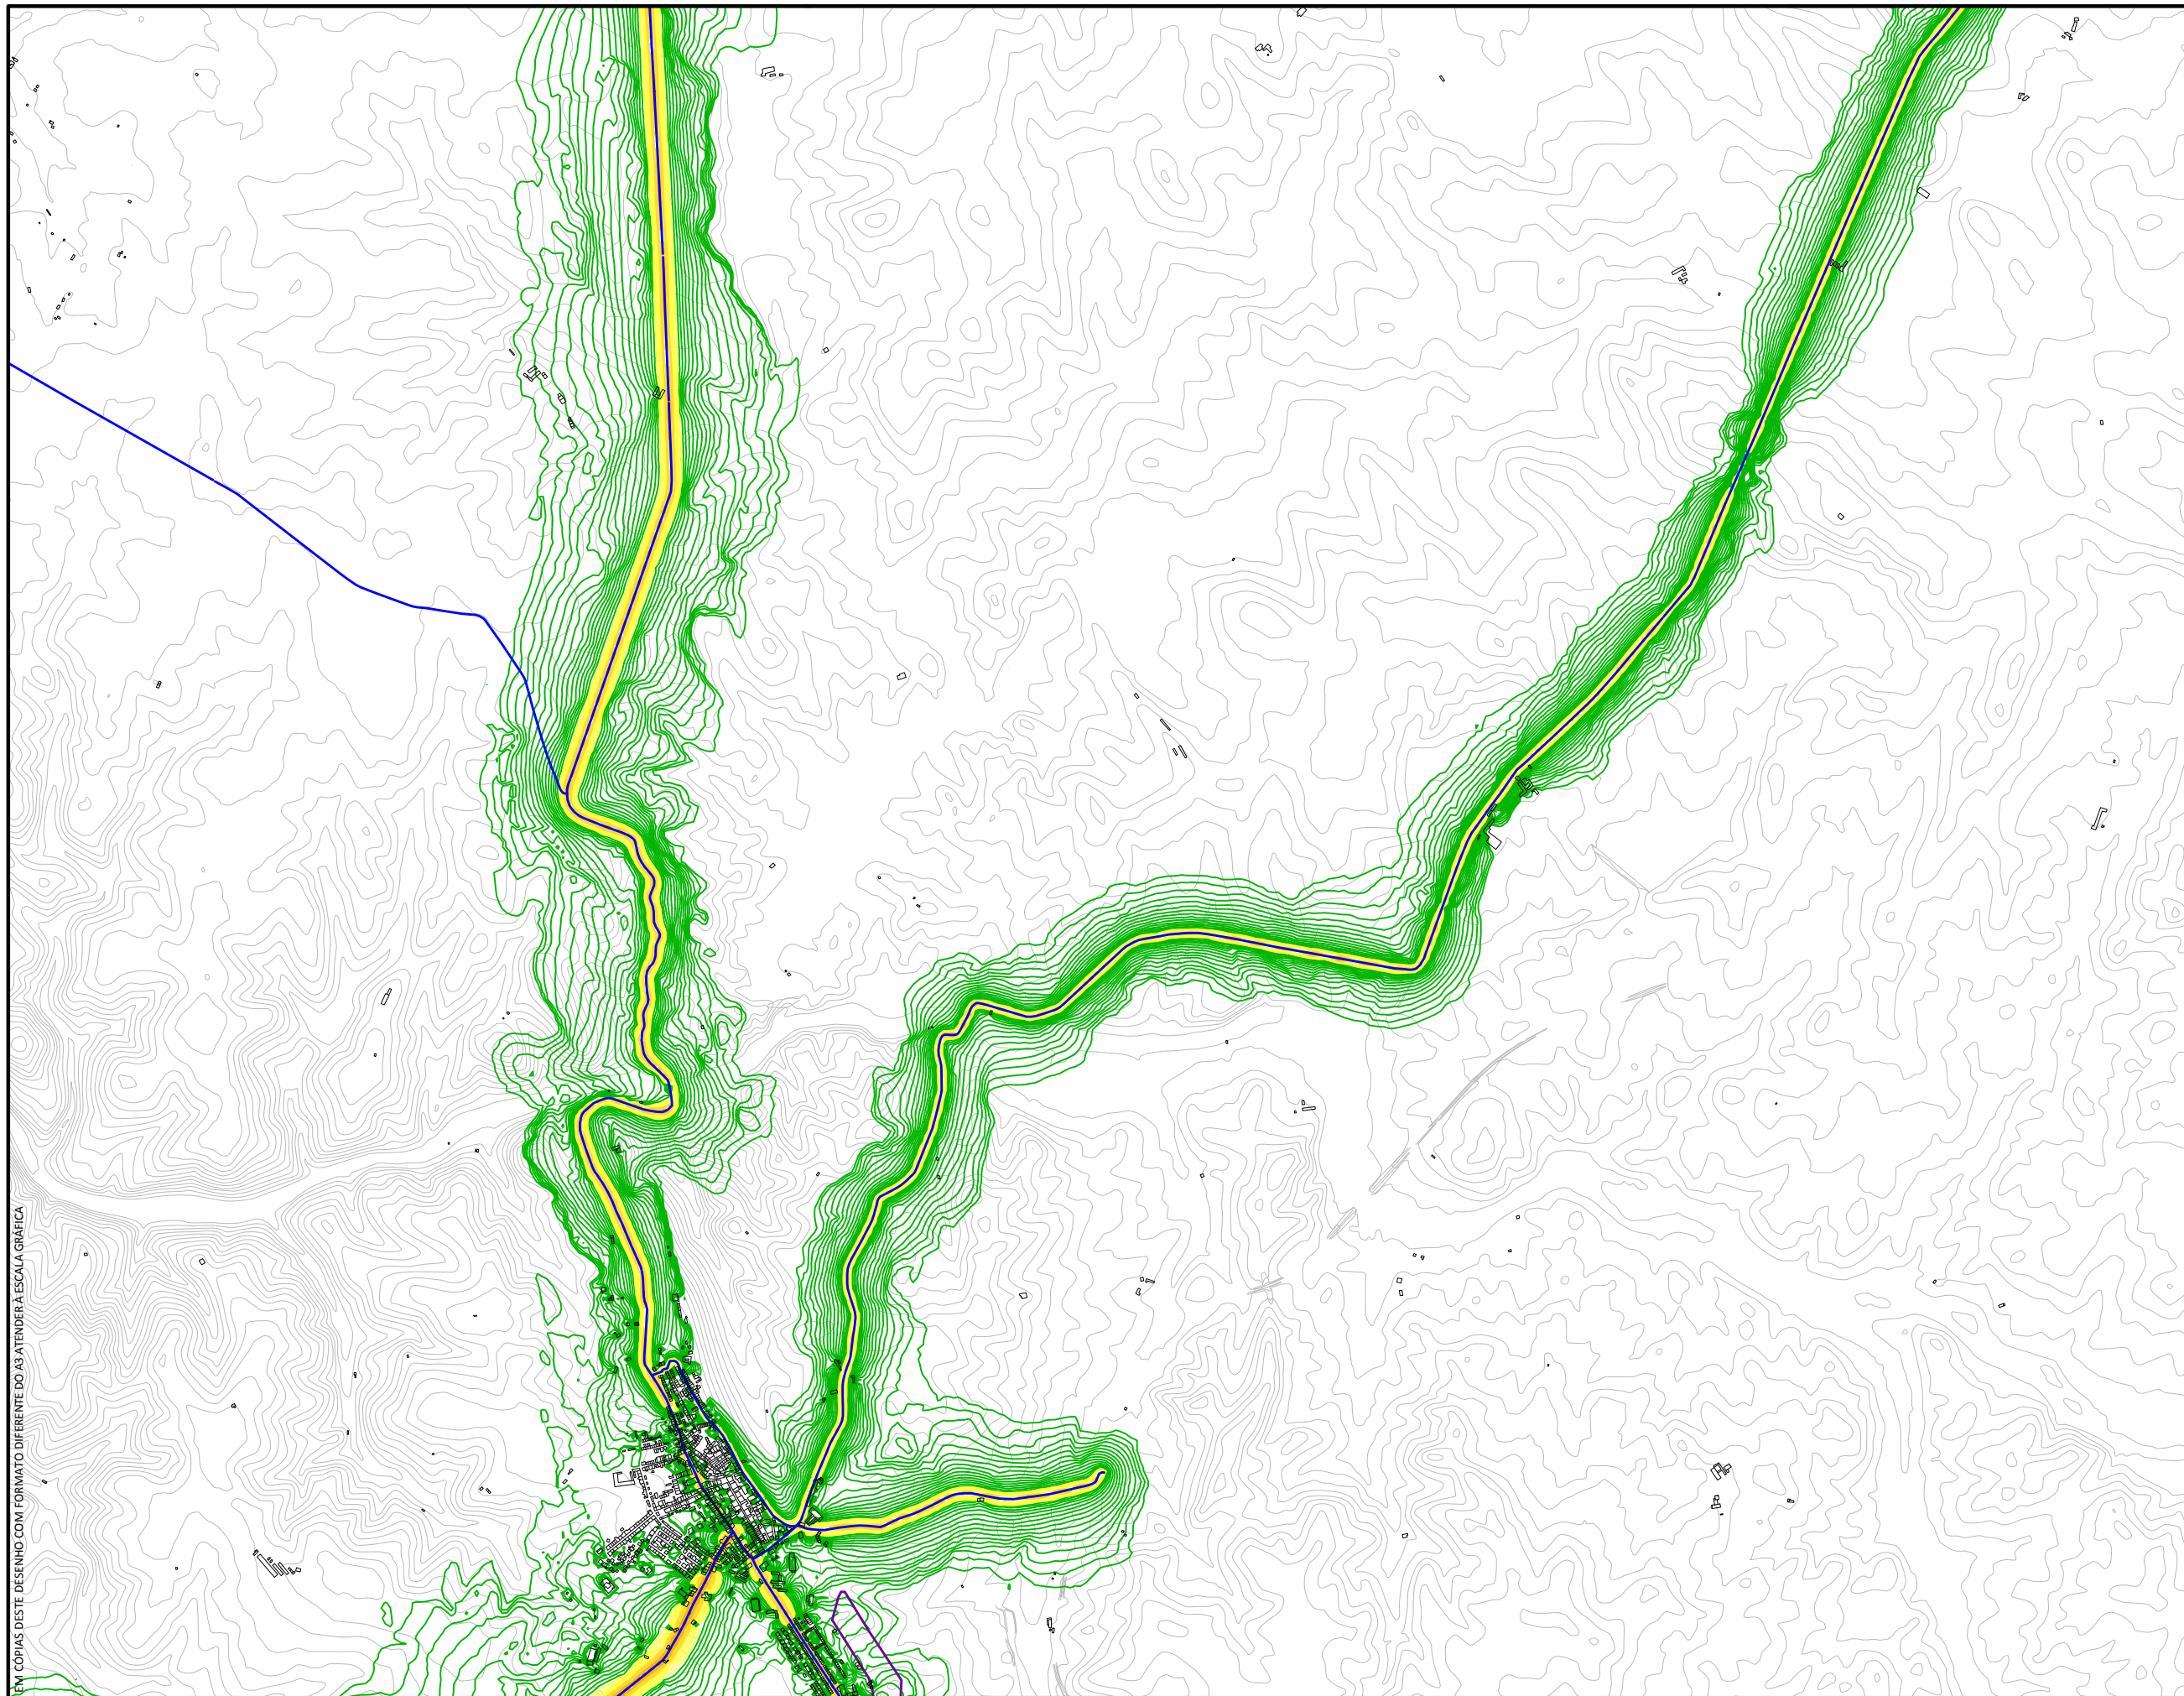 EM CÓPIAS DESTE DESENHO COM FORMATO DIFERENTE DO A3 ATENDER À ESCALA GRÁFICA